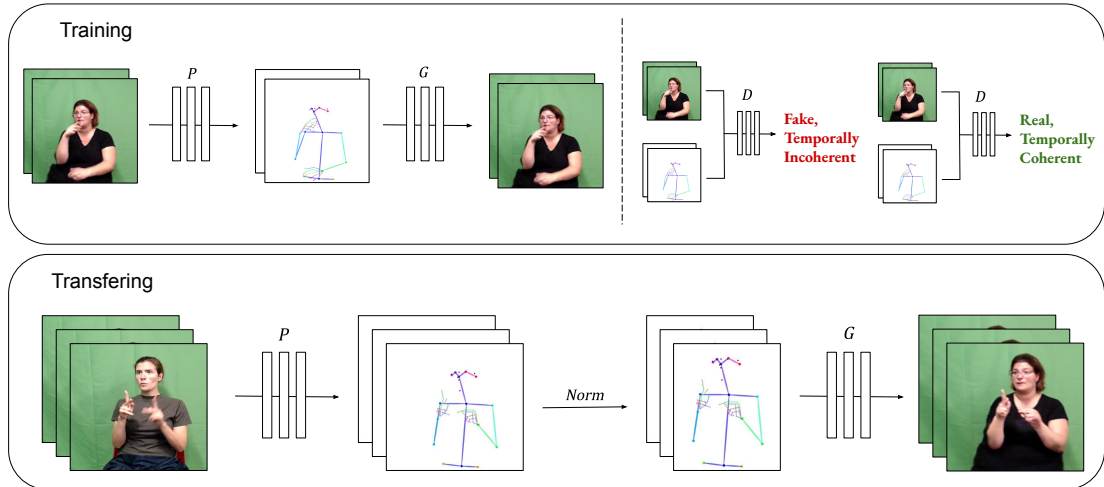 Training
P
G
D
Fake,
Temporally
Incoherent
D
Real,
Temporally
Coherent
Transfering
P
Norm
G